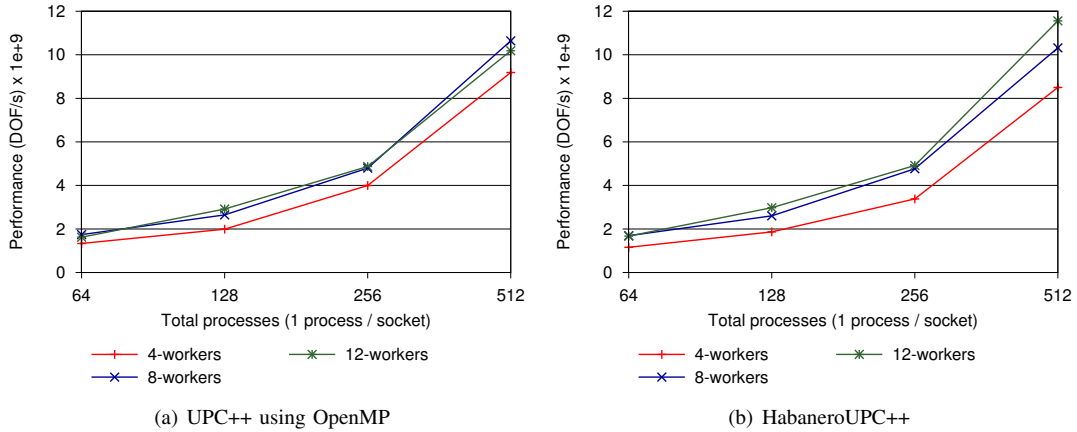 Performance (DOF/s) x 1e+9
12
10
8
6
4
2
0
64 128 256 512
Total processes (1 process / socket)
4-workers 12-workers
8-workers
(a) UPC++ using OpenMP
Performance (DOF/s) x 1e+9
12
10
8
6
4
2
0
64 128 256 512
Total processes (1 process / socket)
4-workers 12-workers
8-workers
(b) HabaneroUPC++